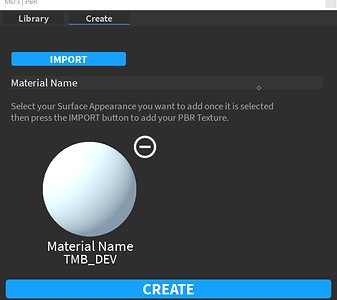 MD's | PBR
Library Create
IMPORT
Material Name
Select your Surface Appearance you want to add once it is selected
then press the IMPORT button to add your PBR Texture.
Material Name
TMB_DEV
CREATE